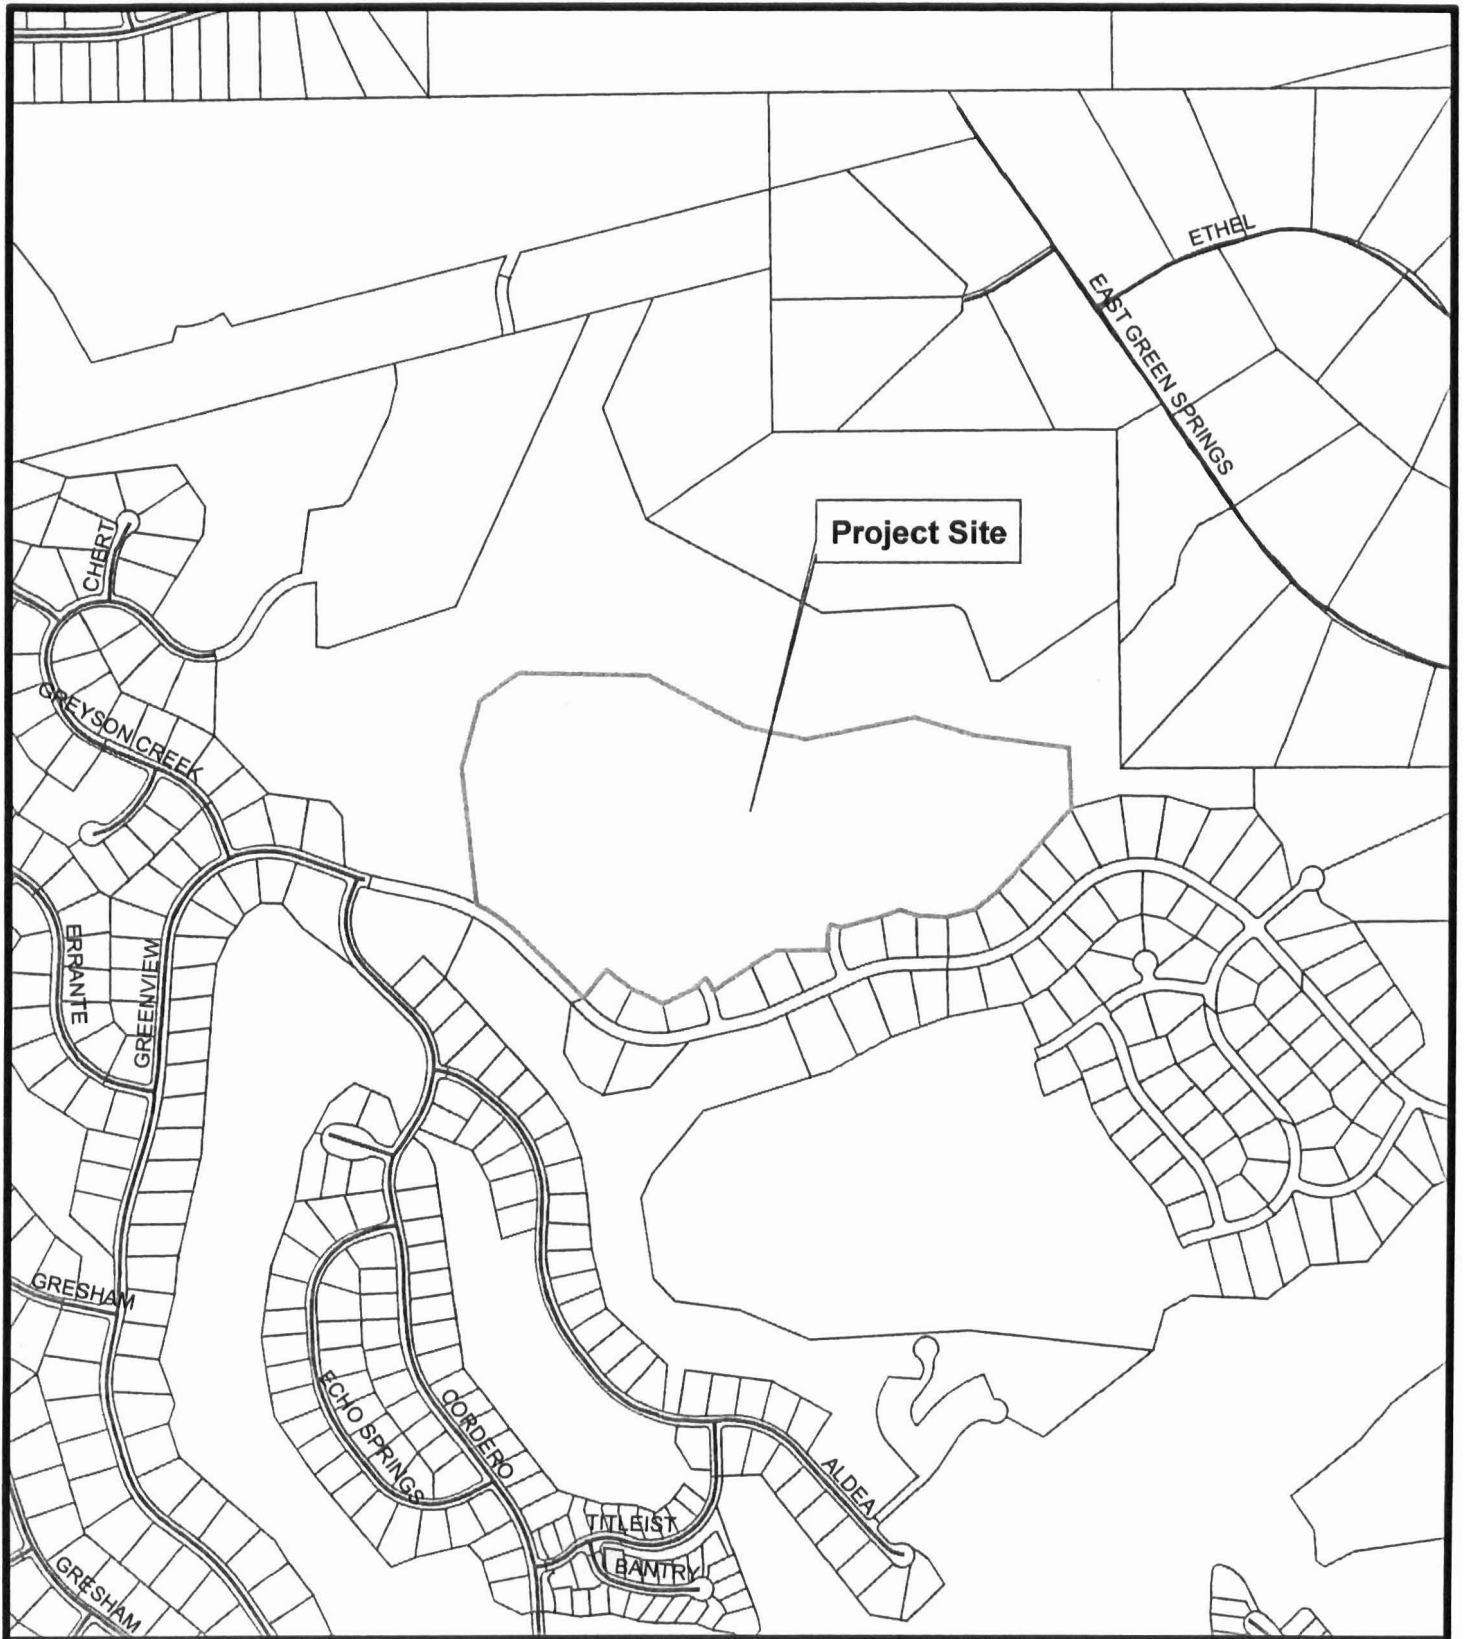 ETHEL
EAST GREEN SPRINGS
Project Site
CHERT
GREYSON CREEK
ERRANTE
GREENVIEW
GRESHAM
ECHO SPRINGS
CORDERO
ALDEA
TITLEIST
BANTRY
GRESHAM